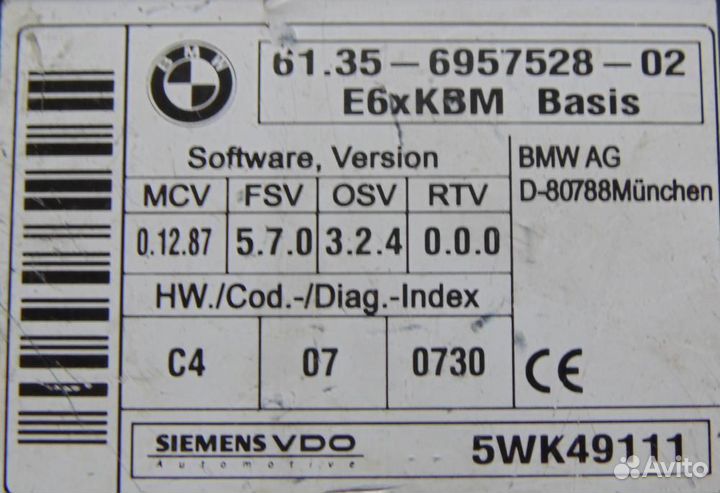 BMW
61.35-6957528-02
E6xKBM Basis
Software, Version
MCV FSV OSV RTV
0.12.87 5.7.0 3.2.4 0.0.0
HW./Cod.-/Diag.-Index
C4 07 0730
BMW AG
D-80788München
CE
SIEMENS VDO
Automotive
5WK49111
Avito